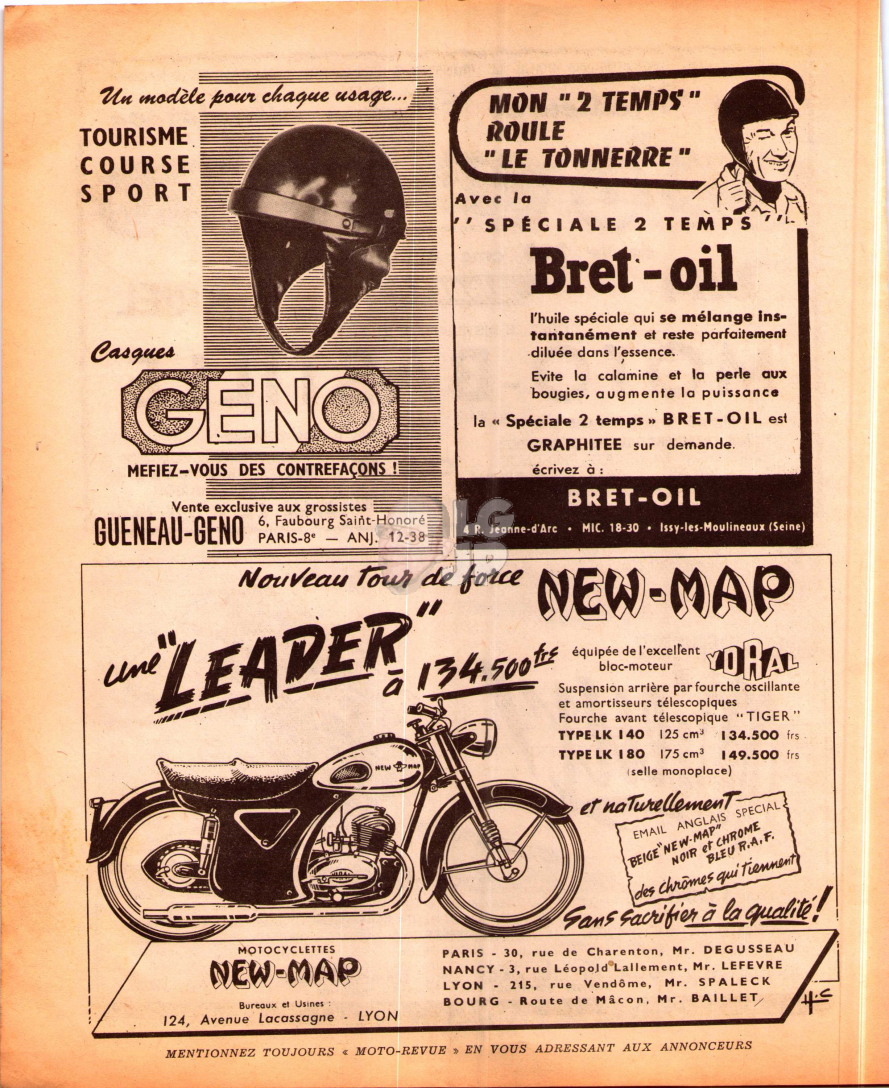 Un modèle pour chaque usage...
TOURISME
COURSE
SPORT
Casques
GENO
MEFIEZ-VOUS DES CONTREFAÇONS !
Vente exclusive aux grossistes
GUENEAU-GENO
6, Faubourg Saint-Honoré
PARIS-8e — ANJ. 12-38
MON "2 TEMPS"
ROULE
"LE TONNERRE"
Avec la
"SPÉCIALE 2 TEMPS"
Bret-oil
l'huile spéciale qui se mélange ins-
tantanément et reste parfaitement
diluée dans l'essence.
Evite la calamine et la perle aux
bougies, augmente la puissance
la « Spéciale 2 temps » BRET-OIL est
GRAPHITEE sur demande.
écrivez à :
BRET-OIL
4 R. Jeanne-d'Arc • MIC. 18-30 • Issy-les-Moulineaux (Seine)
Nouveau tour de force
NEW-MAP
une "LEADER"
à 134.500 frs
équipée de l'excellent
bloc-moteur
YDRAL
Suspension arrière par fourche oscillante
et amortisseurs télescopiques
Fourche avant télescopique "TIGER"
TYPE LK 140 125 cm³ 134.500 frs
TYPE LK 180 175 cm³ 149.500 frs
(selle monoplace)
NEW MAP
et naturellement
EMAIL ANGLAIS SPECIAL
BEIGE "NEW-MAP"
NOIR et CHROME
BLEU R.A.F.
des chrômes qui tiennent
Sans sacrifier à la qualité !
MOTOCYCLETTES
NEW-MAP
Bureaux et Usines :
124, Avenue Lacassagne - LYON
PARIS - 30, rue de Charenton, Mr. DEGUSSEAU
NANCY - 3, rue Léopold Lallement, Mr. LEFEVRE
LYON - 215, rue Vendôme, Mr. SPALECK
BOURG - Route de Mâcon, Mr. BAILLET
MENTIONNEZ TOUJOURS « MOTO-REVUE » EN VOUS ADRESSANT AUX ANNONCEURS